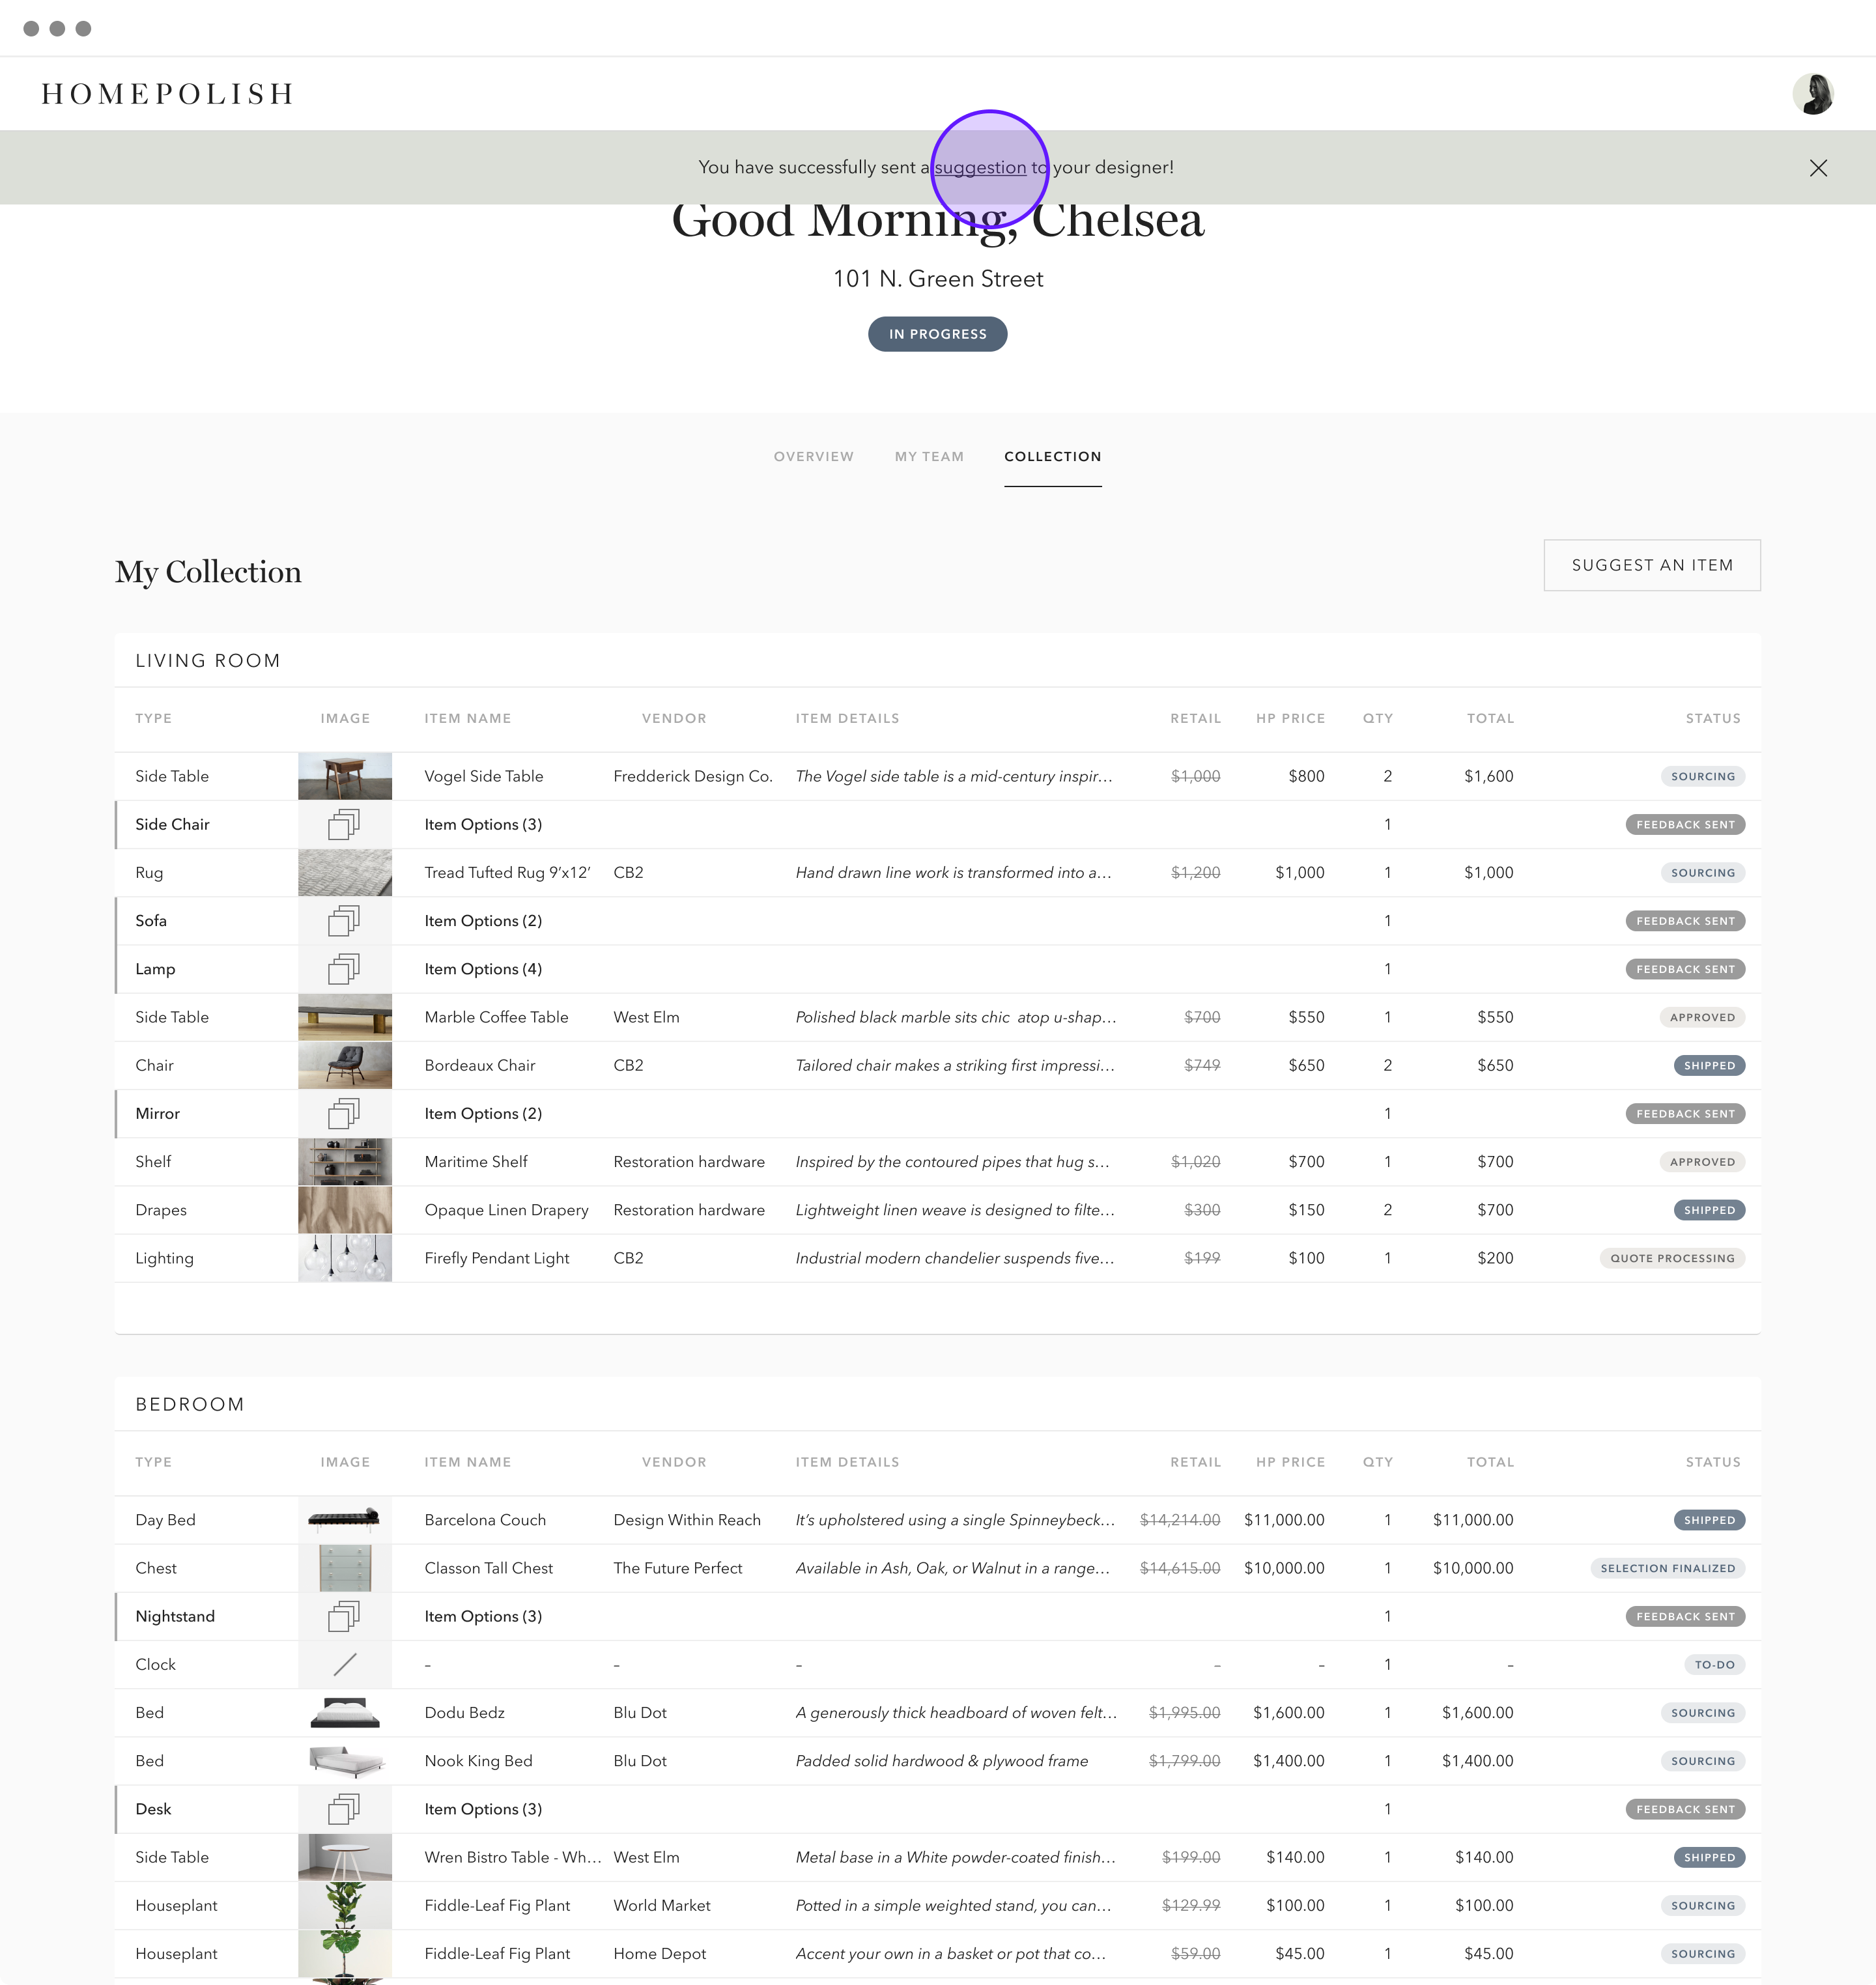 HOMEPOLISH
You have successfully sent a suggestion to your designer!
Good Morning, Chelsea
101 N. Green Street
IN PROGRESS
OVERVIEW MY TEAM COLLECTION
My Collection
SUGGEST AN ITEM
LIVING ROOM
TYPE IMAGE ITEM NAME VENDOR ITEM DETAILS RETAIL HP PRICE QTY TOTAL STATUS
Side Table Vogel Side Table Fredderick Design Co. The Vogel side table is a mid-century inspir... $1,000 $800 2 $1,600 SOURCING
Side Chair Item Options (3) 1 FEEDBACK SENT
Rug Tread Tufted Rug 9’x12’ CB2 Hand drawn line work is transformed into a... $1,200 $1,000 1 $1,000 SOURCING
Sofa Item Options (2) 1 FEEDBACK SENT
Lamp Item Options (4) 1 FEEDBACK SENT
Side Table Marble Coffee Table West Elm Polished black marble sits chic  atop u-shap... $700 $550 1 $550 APPROVED
Chair Bordeaux Chair CB2 Tailored chair makes a striking first impressi... $749 $650 2 $650 SHIPPED
Mirror Item Options (2) 1 FEEDBACK SENT
Shelf Maritime Shelf Restoration hardware Inspired by the contoured pipes that hug s... $1,020 $700 1 $700 APPROVED
Drapes Opaque Linen Drapery Restoration hardware Lightweight linen weave is designed to filte... $300 $150 2 $700 SHIPPED
Lighting Firefly Pendant Light CB2 Industrial modern chandelier suspends five... $199 $100 1 $200 QUOTE PROCESSING
BEDROOM
TYPE IMAGE ITEM NAME VENDOR ITEM DETAILS RETAIL HP PRICE QTY TOTAL STATUS
Day Bed Barcelona Couch Design Within Reach It’s upholstered using a single Spinneybeck... $14,214.00 $11,000.00 1 $11,000.00 SHIPPED
Chest Classon Tall Chest The Future Perfect Available in Ash, Oak, or Walnut in a range... $14,615.00 $10,000.00 1 $10,000.00 SELECTION FINALIZED
Nightstand Item Options (3) 1 FEEDBACK SENT
Clock – – – – – 1 – TO-DO
Bed Dodu Bedz Blu Dot A generously thick headboard of woven felt... $1,995.00 $1,600.00 1 $1,600.00 SOURCING
Bed Nook King Bed Blu Dot Padded solid hardwood & plywood frame $1,799.00 $1,400.00 1 $1,400.00 SOURCING
Desk Item Options (3) 1 FEEDBACK SENT
Side Table Wren Bistro Table - Wh... West Elm Metal base in a White powder-coated finish... $199.00 $140.00 1 $140.00 SHIPPED
Houseplant Fiddle-Leaf Fig Plant World Market Potted in a simple weighted stand, you can... $129.99 $100.00 1 $100.00 SOURCING
Houseplant Fiddle-Leaf Fig Plant Home Depot Accent your own in a basket or pot that co... $59.00 $45.00 1 $45.00 SOURCING